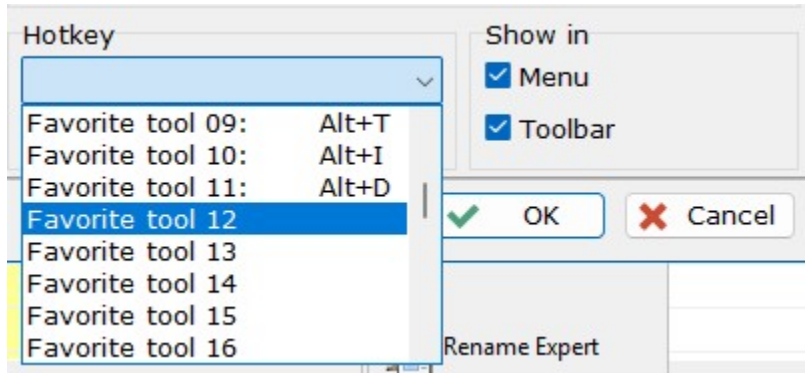 Hotkey
Show in
Menu
Favorite tool 09: Alt+T
Toolbar
Favorite tool 10: Alt+I
Favorite tool 11: Alt+D
Favorite tool 12
OK
Cancel
Favorite tool 13
Favorite tool 14
Favorite tool 15
Favorite tool 16
Rename Expert